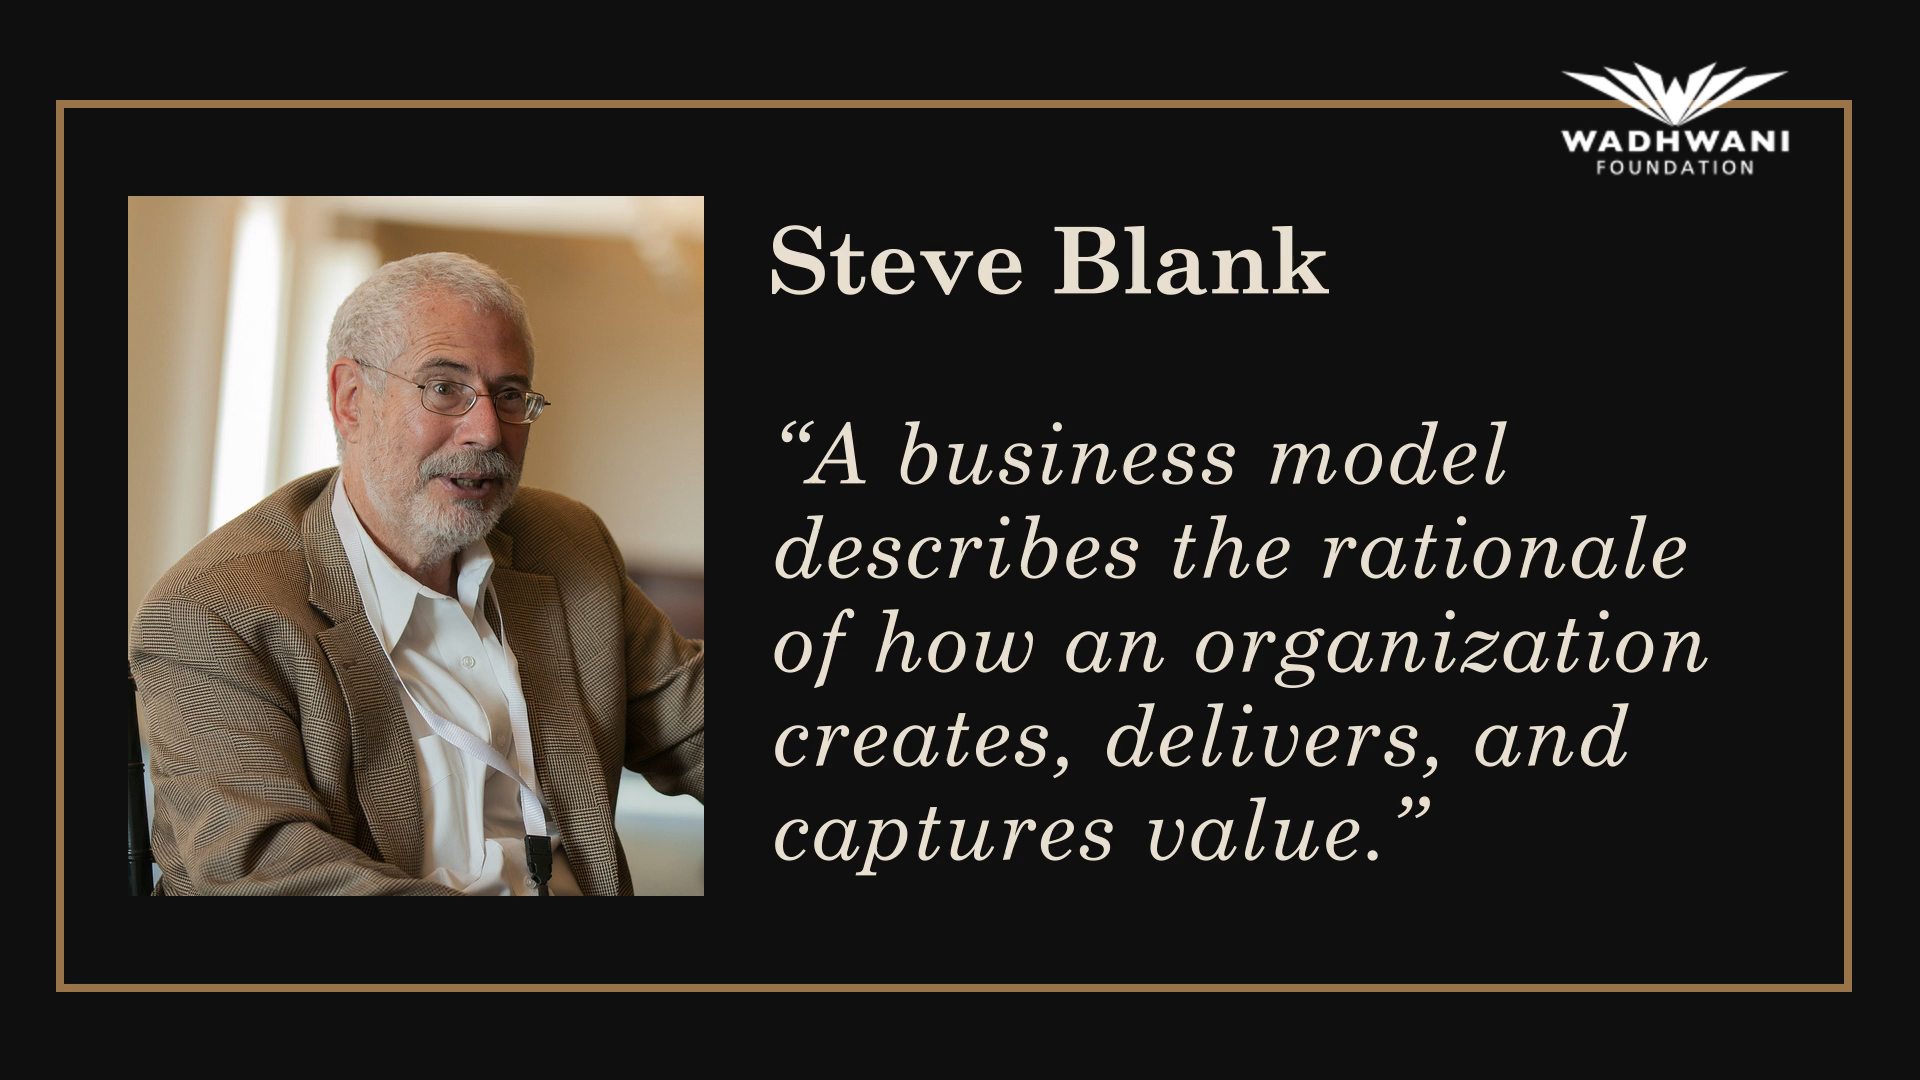 WADHWANI
FOUNDATION
Steve Blank
“A business model
describes the rationale
of how an organization
creates, delivers, and
captures value.”